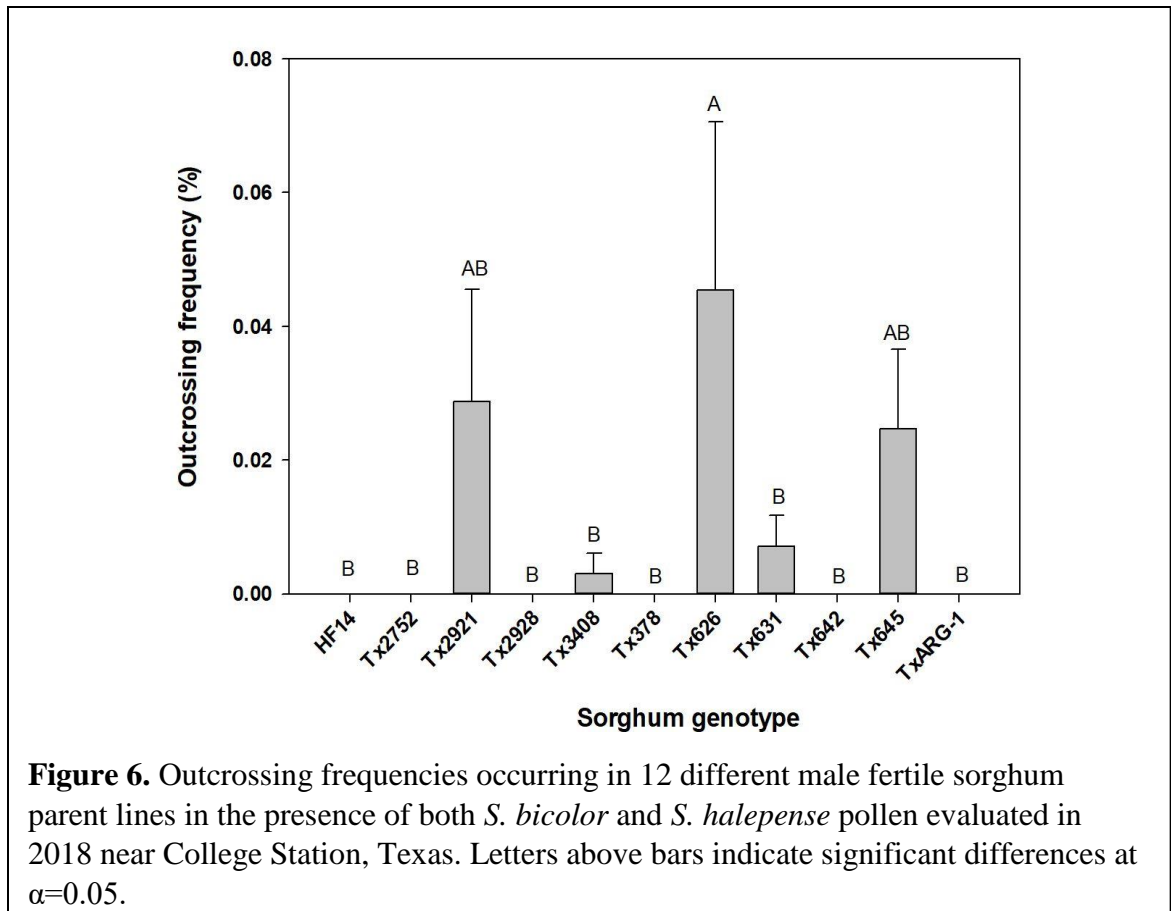 0.08
A
0.06
Outcrossing frequency (%)
AB
0.04
AB
0.02
B
B
B B B B B B
0.00
HF14 Tx2752 Tx2921 Tx2928 Tx3408 Tx378 Tx626 Tx631 Tx642 Tx645 TxARG-1
Sorghum genotype
Figure 6. Outcrossing frequencies occurring in 12 different male fertile sorghum
parent lines in the presence of both S. bicolor and S. halepense pollen evaluated in
2018 near College Station, Texas. Letters above bars indicate significant differences at
α=0.05.